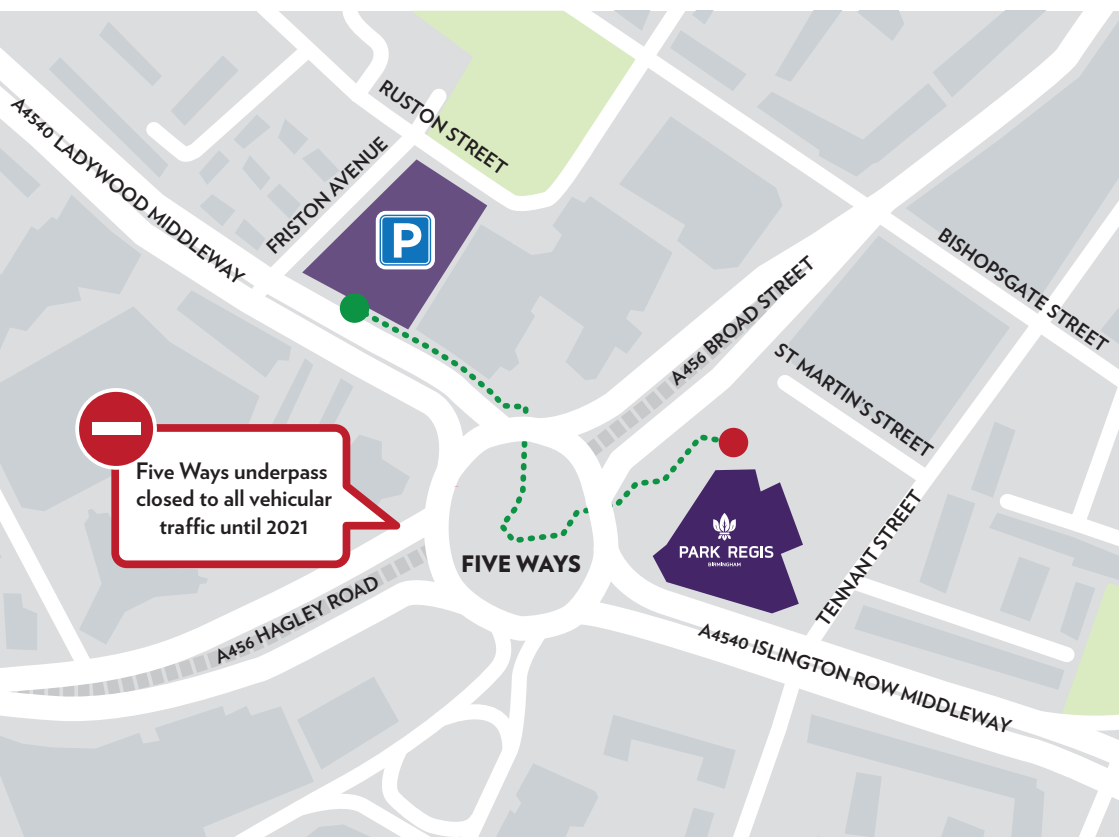 RUSTON STREET
A4540 LADYWOOD MIDDLEWAY
FRISTON AVENUE
P
BISHOPSGATE STREET
A456 BROAD STREET
ST MARTIN'S STREET
Five Ways underpass
closed to all vehicular
traffic until 2021
FIVE WAYS
PARK REGIS
BIRMINGHAM
TENNANT STREET
A456 HAGLEY ROAD
A4540 ISLINGTON ROW MIDDLEWAY